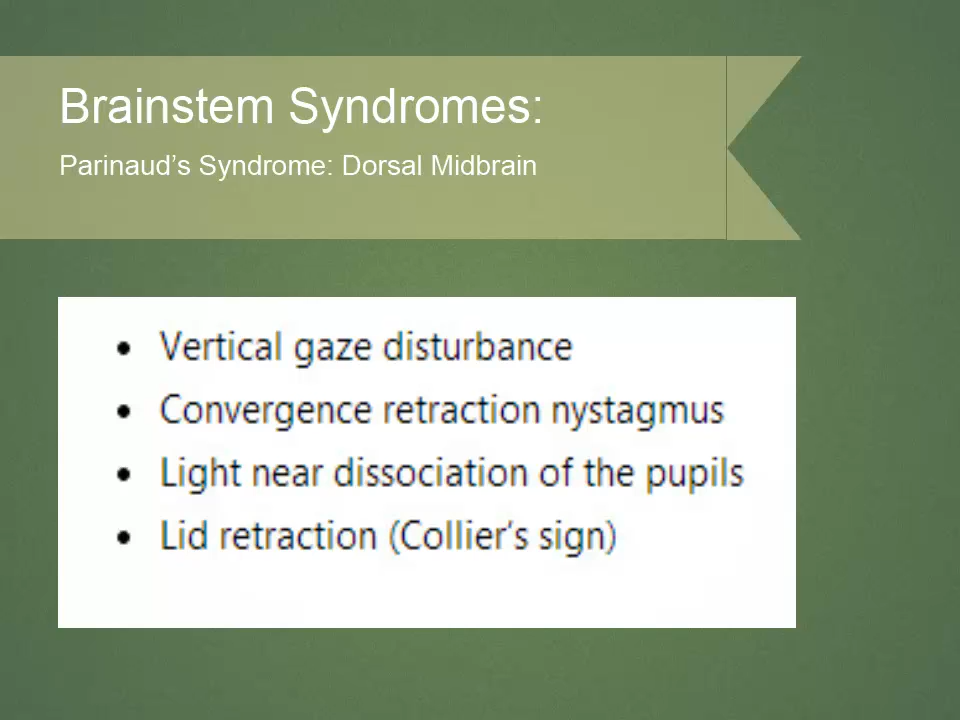 Brainstem Syndromes:
Parinaud’s Syndrome: Dorsal Midbrain
• Vertical gaze disturbance
• Convergence retraction nystagmus
• Light near dissociation of the pupils
• Lid retraction (Collier’s sign)